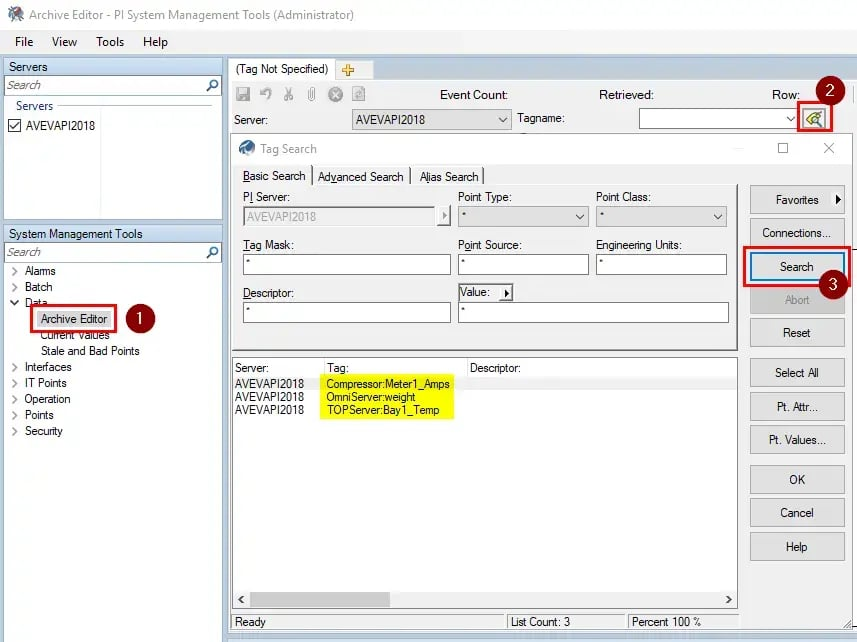 Archive Editor - PI System Management Tools (Administrator)
File View Tools Help
Servers
Search
Servers
AVEVAPI2018
System Management Tools
Search
Alarms
Batch
Data
Archive Editor
1
Current Values
Stale and Bad Points
Interfaces
IT Points
Operation
Points
Security
(Tag Not Specified)
Event Count: Retrieved: Row:
2
Server: AVEVAPI2018 Tagname:
Tag Search
Basic Search Advanced Search Alias Search
PI Server: Point Type: Point Class:
AVEVAPI2018 * *
Tag Mask: Point Source: Engineering Units:
* * *
Descriptor: Value:
* *
Favorites
Connections...
Search
3
Abort
Reset
Select All
Pt. Attr...
Pt. Values...
OK
Cancel
Help
Server: Tag: Descriptor:
AVEVAPI2018 Compressor:Meter1_Amps
AVEVAPI2018 OmniServer:weight
AVEVAPI2018 TOPServer:Bay1_Temp
Ready List Count: 3 Percent 100 %